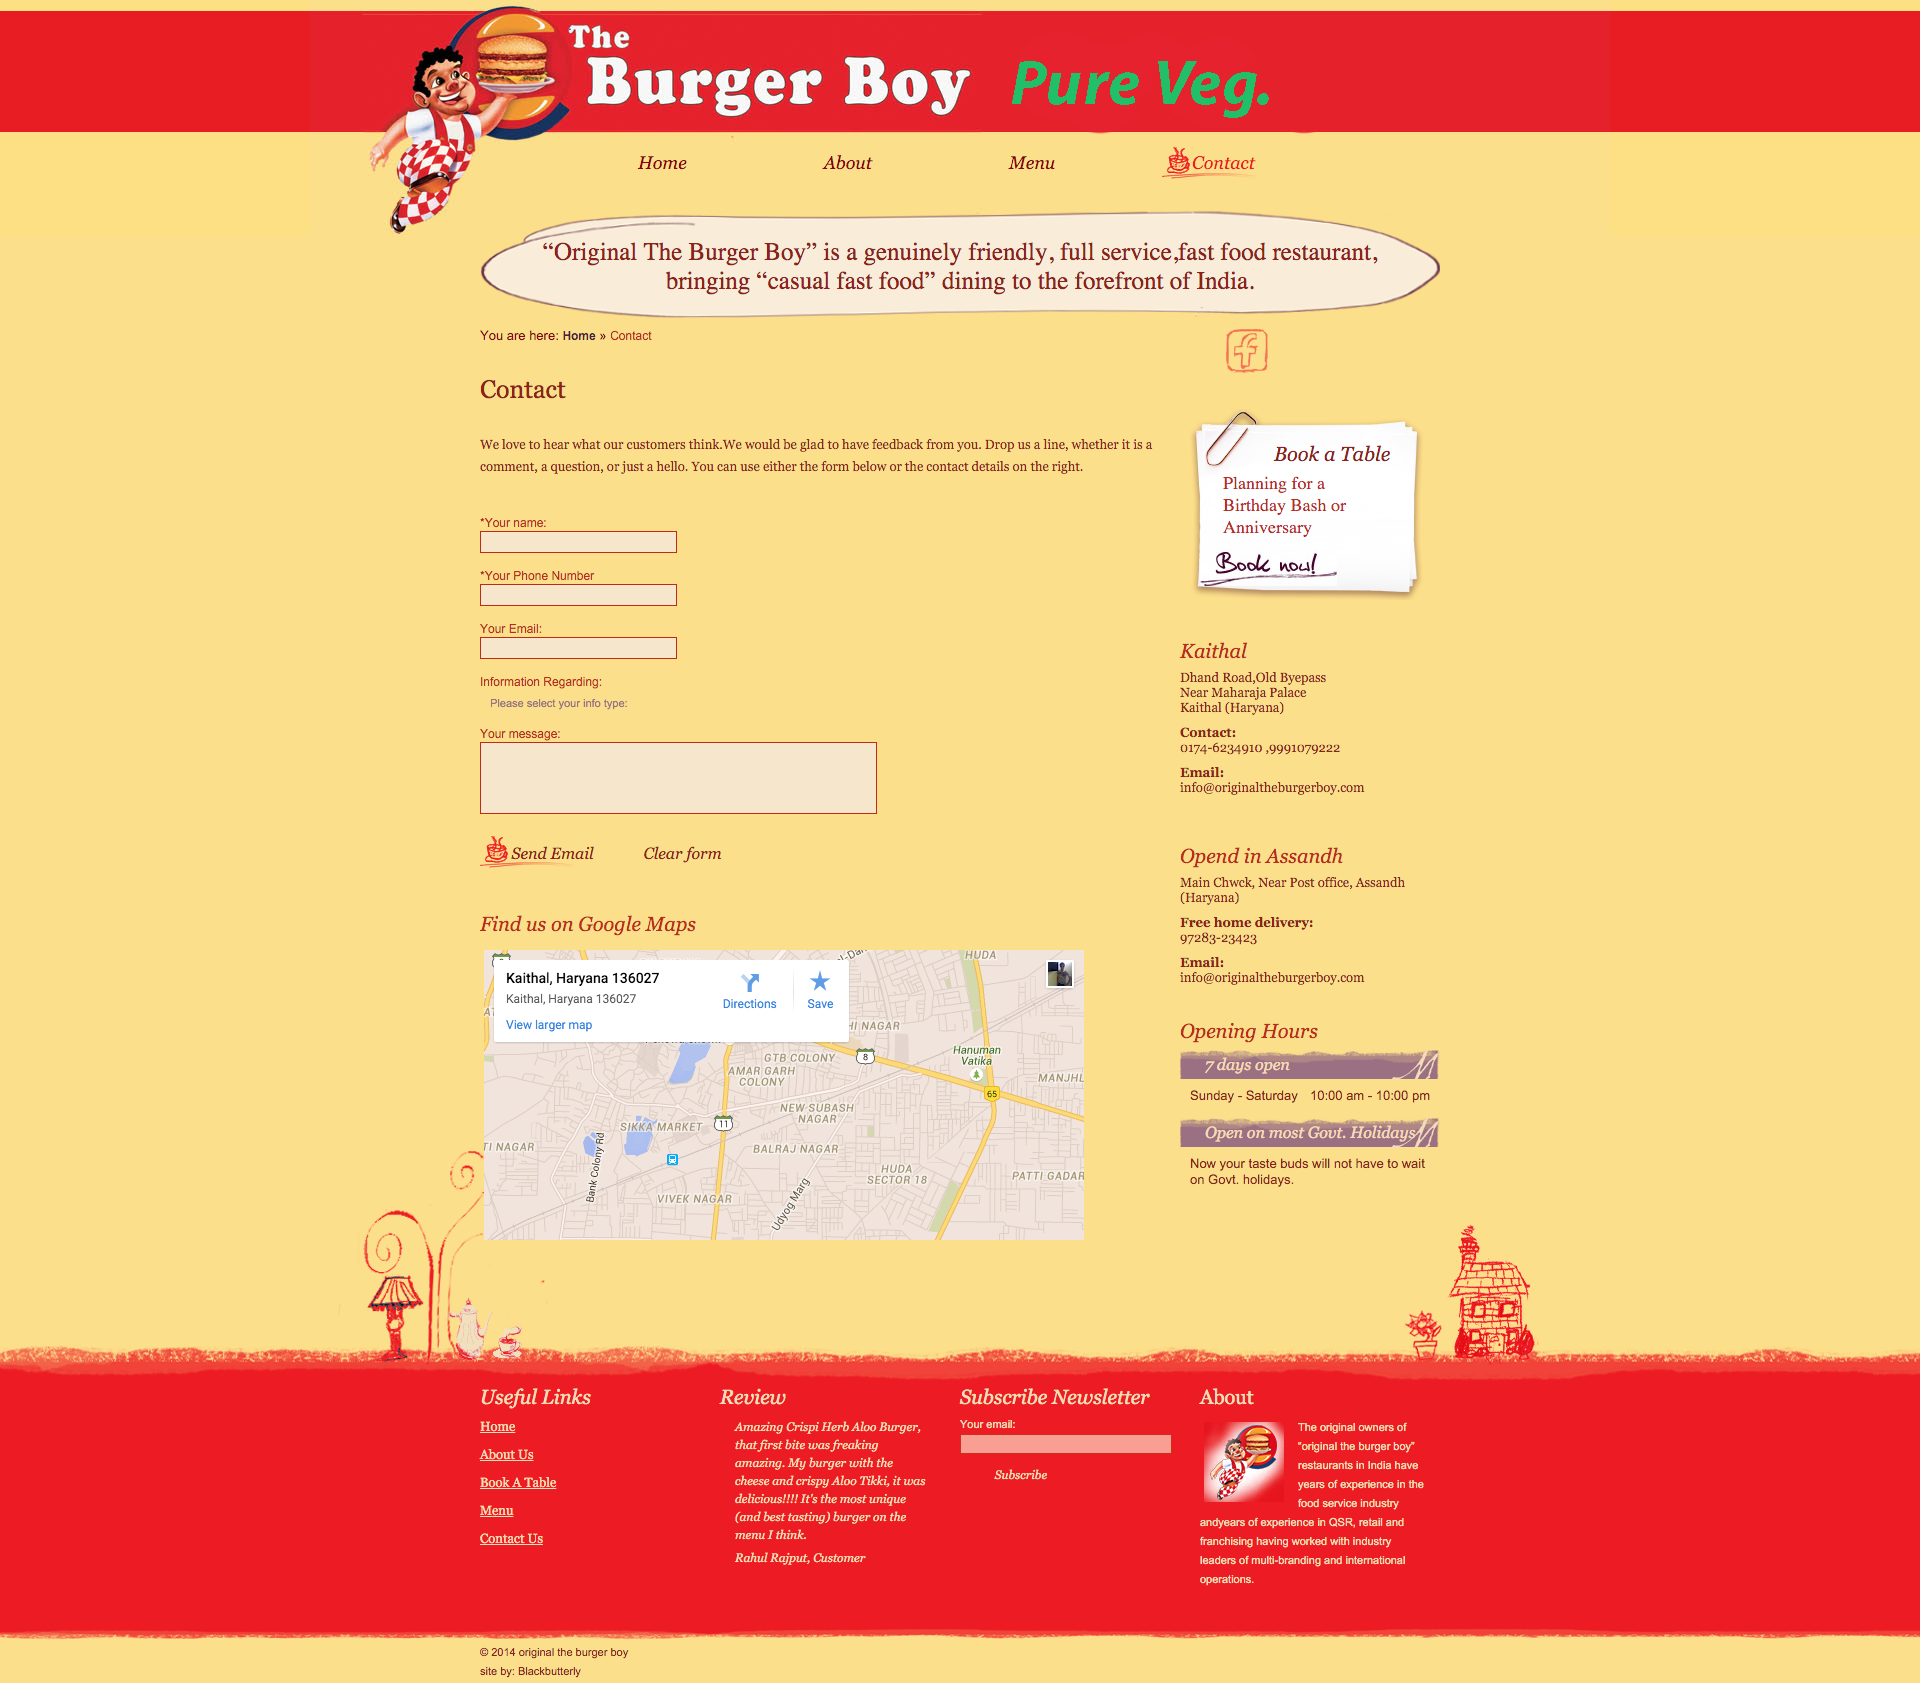 The
Burger Boy
Pure Veg.
Home
About
Menu
Contact
“Original The Burger Boy” is a genuinely friendly, full service,fast food restaurant,
bringing “casual fast food” dining to the forefront of India.
You are here: Home » Contact
Contact
We love to hear what our customers think.We would be glad to have feedback from you. Drop us a line, whether it is a
comment, a question, or just a hello. You can use either the form below or the contact details on the right.
*Your name:
*Your Phone Number
Your Email:
Information Regarding:
Please select your info type:
Your message:
Send Email
Clear form
Find us on Google Maps
Kaithal, Haryana 136027
Kaithal, Haryana 136027
View larger map
Directions
Save
HUDA
HI NAGAR
GTB COLONY
8
Hanuman
Vatika
AMAR GARH
COLONY
MANJHL
65
NEW SUBASH
NAGAR
11
SIKKA MARKET
TI NAGAR
BALRAJ NAGAR
Bank Colony Rd
HUDA
SECTOR 18
PATTI GADAR
VIVEK NAGAR
Udyog Marg
Book a Table
Planning for a
Birthday Bash or
Anniversary
Book now!
Kaithal
Dhand Road,Old Byepass
Near Maharaja Palace
Kaithal (Haryana)
Contact:
0174-6234910 ,9991079222
Email:
info@originaltheburgerboy.com
Opend in Assandh
Main Chwck, Near Post office, Assandh
(Haryana)
Free home delivery:
97283-23423
Email:
info@originaltheburgerboy.com
Opening Hours
7 days open
Sunday - Saturday 10:00 am - 10:00 pm
Open on most Govt. Holidays
Now your taste buds will not have to wait
on Govt. holidays.
Useful Links
Home
About Us
Book A Table
Menu
Contact Us
Review
Amazing Crispi Herb Aloo Burger,
that first bite was freaking
amazing. My burger with the
cheese and crispy Aloo Tikki, it was
delicious!!!! It's the most unique
(and best tasting) burger on the
menu I think.
Rahul Rajput, Customer
Subscribe Newsletter
Your email:
Subscribe
About
The original owners of
"original the burger boy"
restaurants in India have
years of experience in the
food service industry
andyears of experience in QSR, retail and
franchising having worked with industry
leaders of multi-branding and international
operations.
© 2014 original the burger boy
site by: Blackbutterly